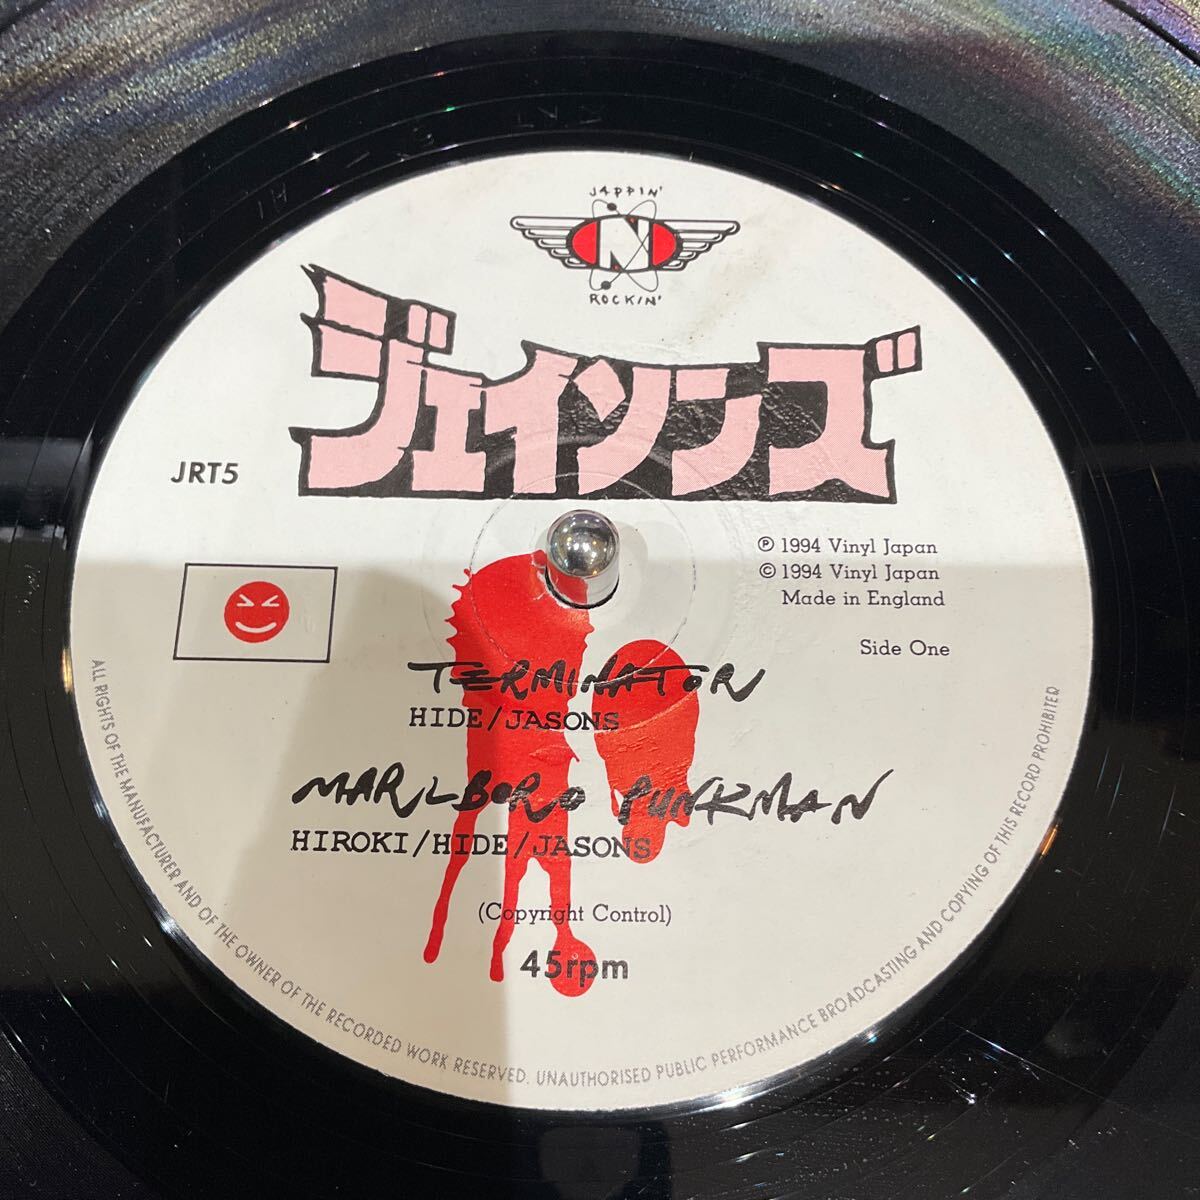 JAPPIN'
N
ROCKIN'
ジェイソンズ
JRT5
℗ 1994 Vinyl Japan
© 1994 Vinyl Japan
Made in England
Side One
TERMINATOR
HIDE/JASONS
MARLBORO PUNKMAN
HIROKI/HIDE/JASONS
(Copyright Control)
45rpm
ALL RIGHTS OF THE MANUFACTURER AND OF THE OWNER OF THE RECORDED WORK RESERVED. UNAUTHORISED PUBLIC PERFORMANCE BROADCASTING AND COPYING OF THIS RECORD PROHIBITED